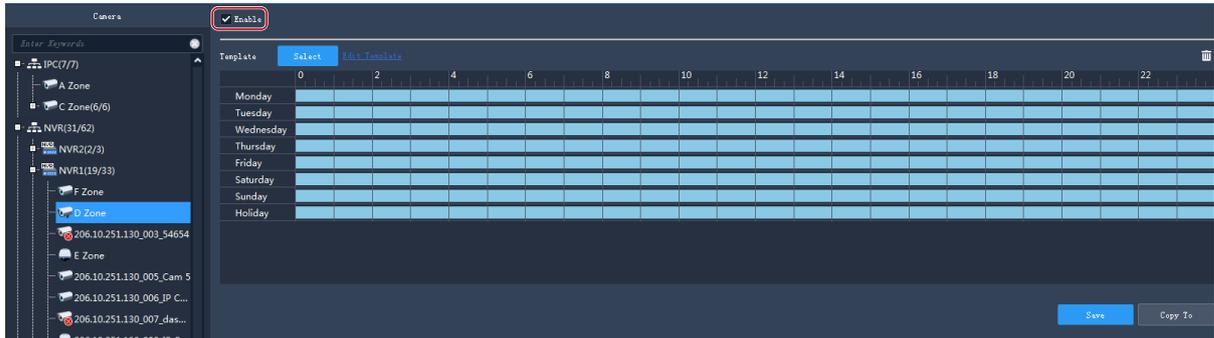 Camera
Enable
Enter Keywords
Template Select Edit Template
IPC(7/7)
A Zone
C Zone(6/6)
NVR(31/62)
NVR2(2/3)
NVR1(19/33)
F Zone
D Zone
206.10.251.130_003_54654
E Zone
206.10.251.130_005_Cam 5
206.10.251.130_006_IP C...
206.10.251.130_007_das...
0 2 4 6 8 10 12 14 16 18 20 22
Monday
Tuesday
Wednesday
Thursday
Friday
Saturday
Sunday
Holiday
Save Copy To